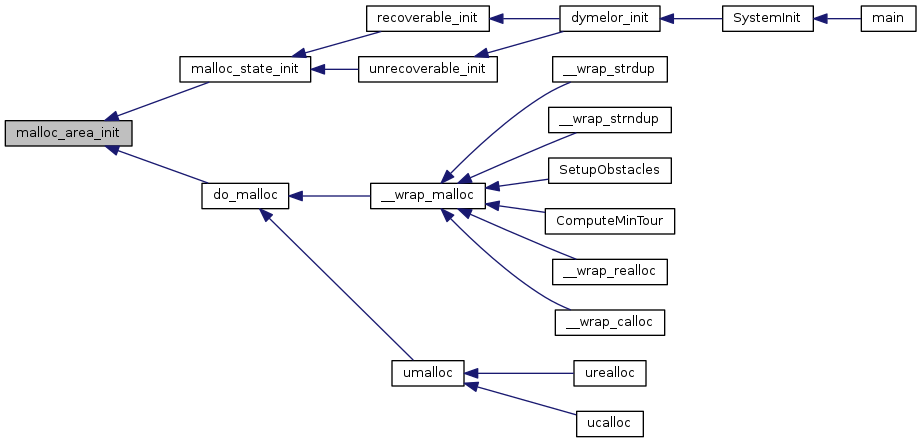 recoverable_init
dymelor_init
SystemInit
main
malloc_state_init
unrecoverable_init
__wrap_strdup
__wrap_strndup
malloc_area_init
SetupObstacles
do_malloc
__wrap_malloc
ComputeMinTour
__wrap_realloc
__wrap_calloc
umalloc
urealloc
ucalloc